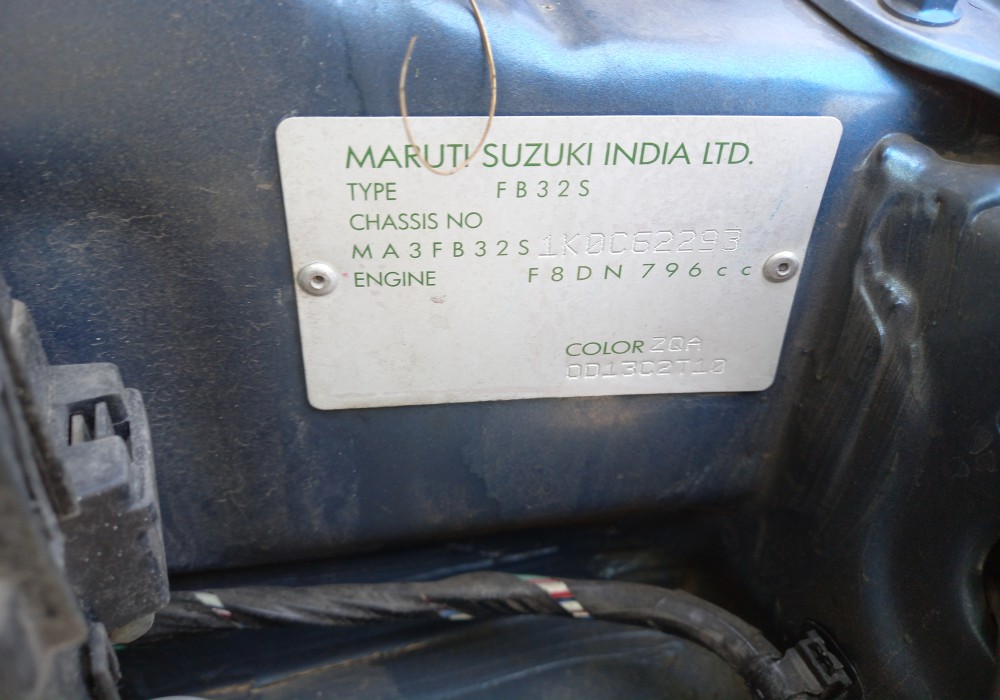 MARUTI SUZUKI INDIA LTD.
TYPE FB32S
CHASSIS NO
MA3FB32S1K0C62293
ENGINE F8DN 796cc
COLOR ZQA
0D13C2T10